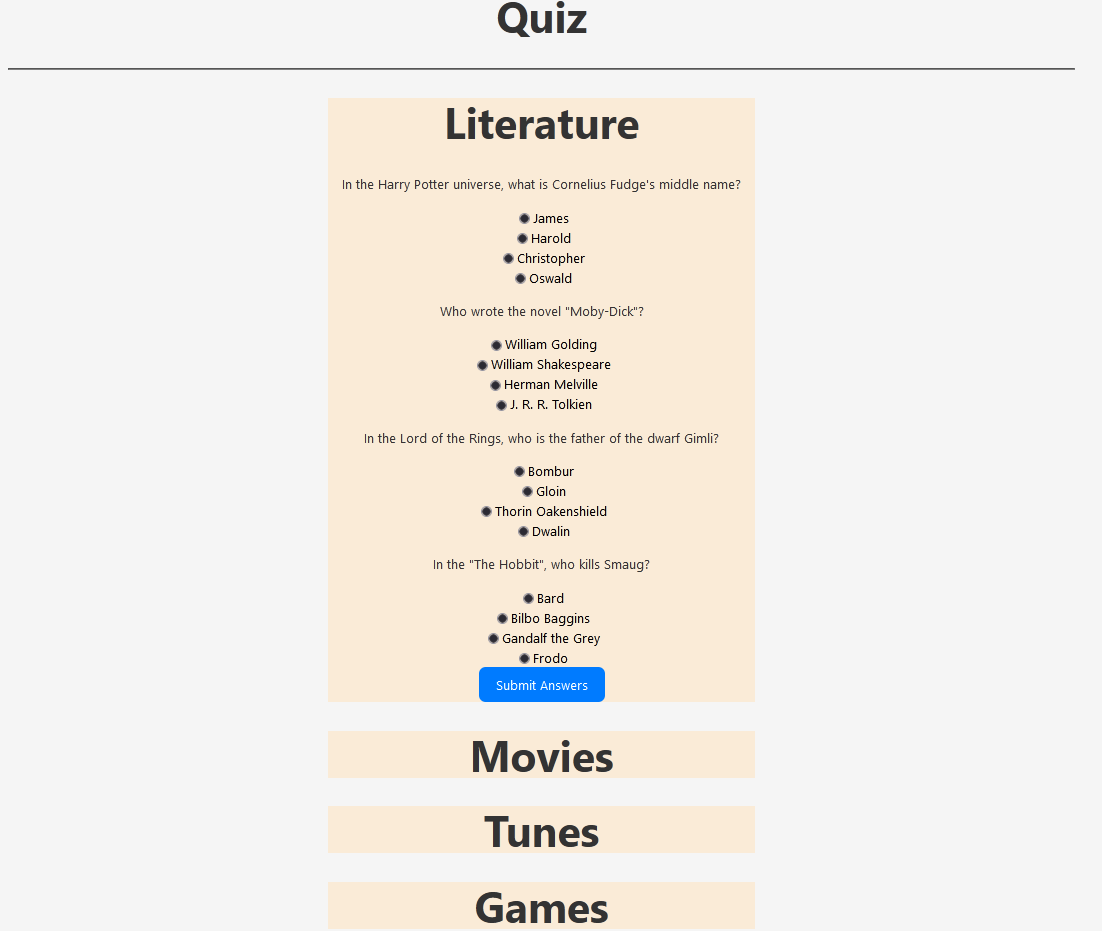 Quiz
Literature
In the Harry Potter universe, what is Cornelius Fudge's middle name?
James
Harold
Christopher
Oswald
Who wrote the novel "Moby-Dick"?
William Golding
William Shakespeare
Herman Melville
J. R. R. Tolkien
In the Lord of the Rings, who is the father of the dwarf Gimli?
Bombur
Gloin
Thorin Oakenshield
Dwalin
In the "The Hobbit", who kills Smaug?
Bard
Bilbo Baggins
Gandalf the Grey
Frodo
Submit Answers
Movies
Tunes
Games